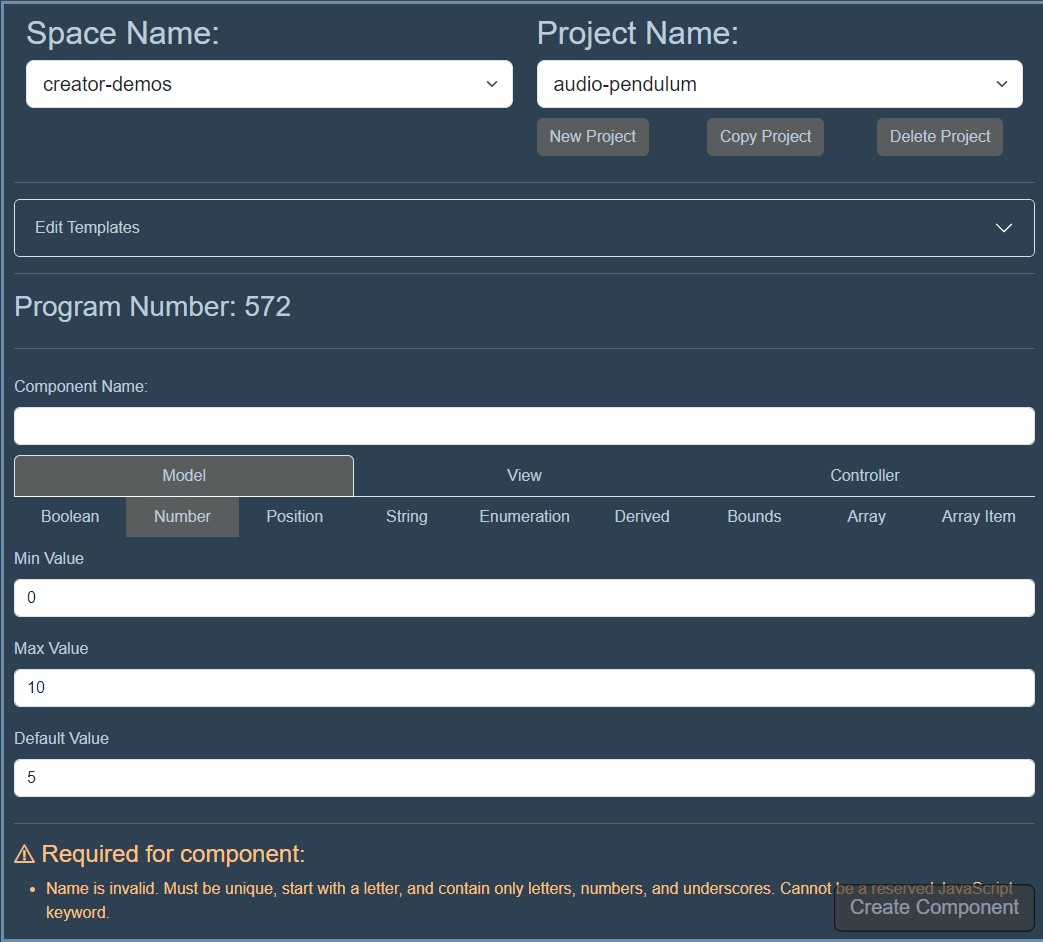 Space Name:
Project Name:
creator-demos
audio-pendulum
New Project
Copy Project
Delete Project
Edit Templates
Program Number: 572
Component Name:
Model
View
Controller
Boolean
Number
Position
String
Enumeration
Derived
Bounds
Array
Array Item
Min Value
0
Max Value
10
Default Value
5
Required for component:
Name is invalid. Must be unique, start with a letter, and contain only letters, numbers, and underscores. Cannot be a reserved JavaScript
keyword.
Create Component